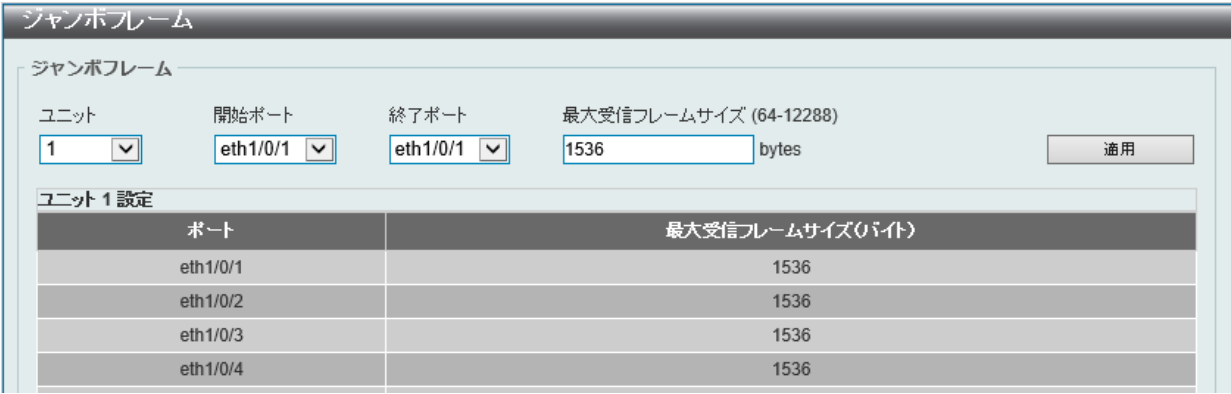 ジャンボフレーム
ジャンボフレーム
ユニット 開始ポート 終了ポート 最大受信フレームサイズ (64-12288)
1 eth1/0/1 eth1/0/1 1536 bytes 適用
ユニット 1 設定
ポート 最大受信フレームサイズ(バイト)
eth1/0/1 1536
eth1/0/2 1536
eth1/0/3 1536
eth1/0/4 1536